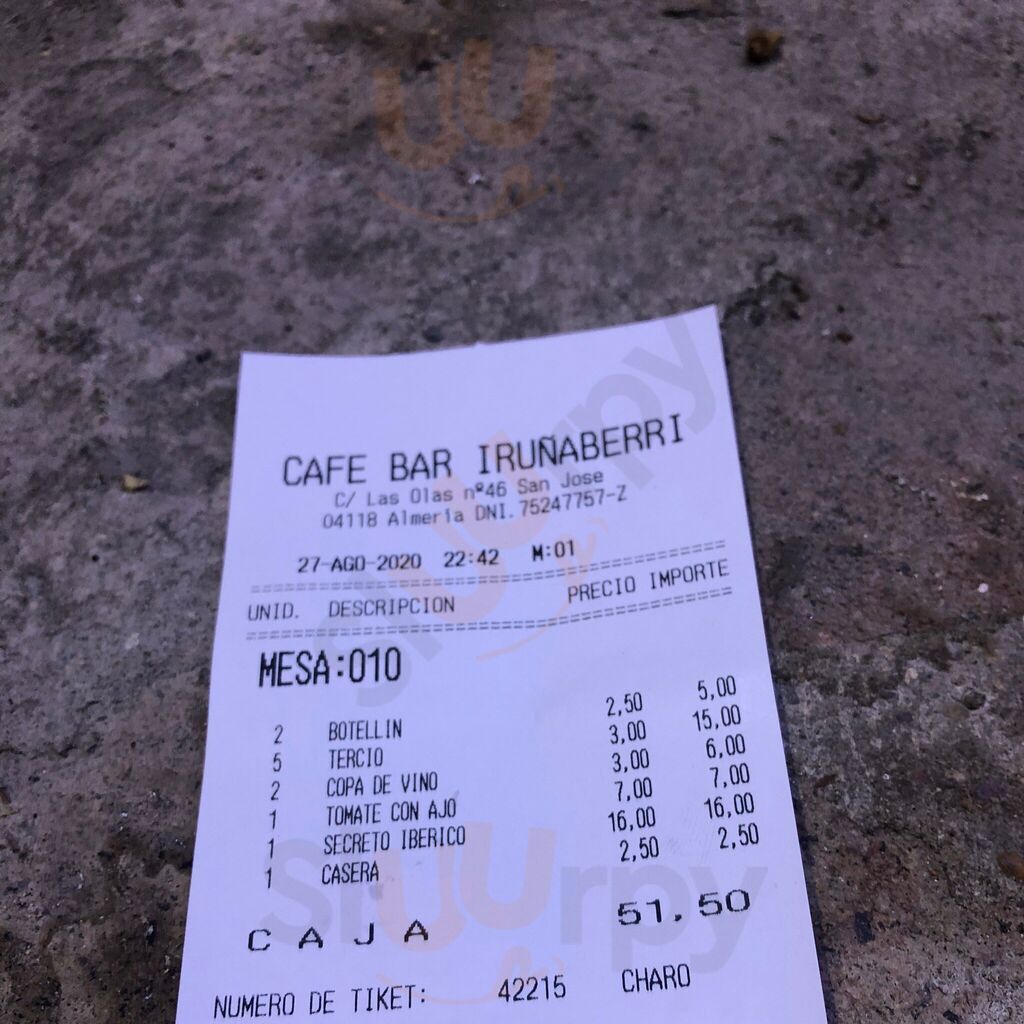 CAFE BAR IRUÑABERRI
C/ Las Olas nº46 San Jose
04118 Almeria DNI.75247757-Z
27-AGO-2020 22:42 M:01
UNID. DESCRIPCION PRECIO IMPORTE
MESA:010
2 BOTELLIN 2,50 5,00
5 TERCIO 3,00 15,00
2 COPA DE VINO 3,00 6,00
1 TOMATE CON AJO 7,00 7,00
1 SECRETO IBERICO 16,00 16,00
1 CASERA 2,50 2,50
CAJA 51,50
NUMERO DE TIKET: 42215 CHARO
Sluurpy
Sluurpy